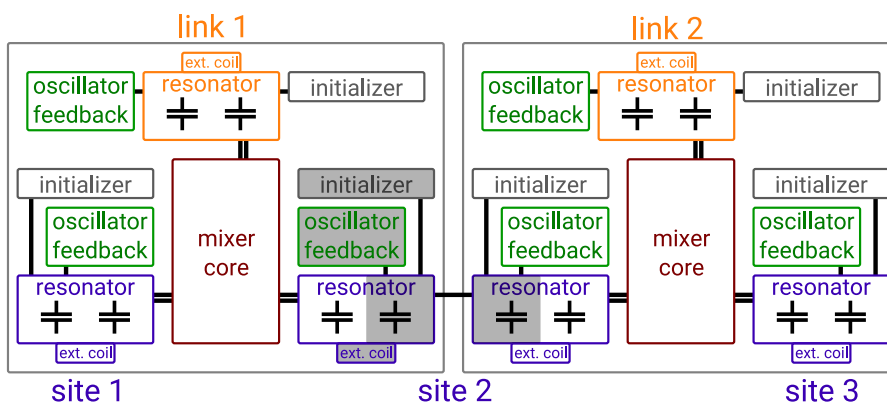 link 1
link 2
ext. coil
ext. coil
oscillator
feedback
resonator
initializer
oscillator
feedback
resonator
initializer
initializer
initializer
initializer
initializer
oscillator
feedback
mixer
core
oscillator
feedback
oscillator
feedback
mixer
core
oscillator
feedback
resonator
resonator
resonator
resonator
ext. coil
ext. coil
ext. coil
ext. coil
site 1
site 2
site 3